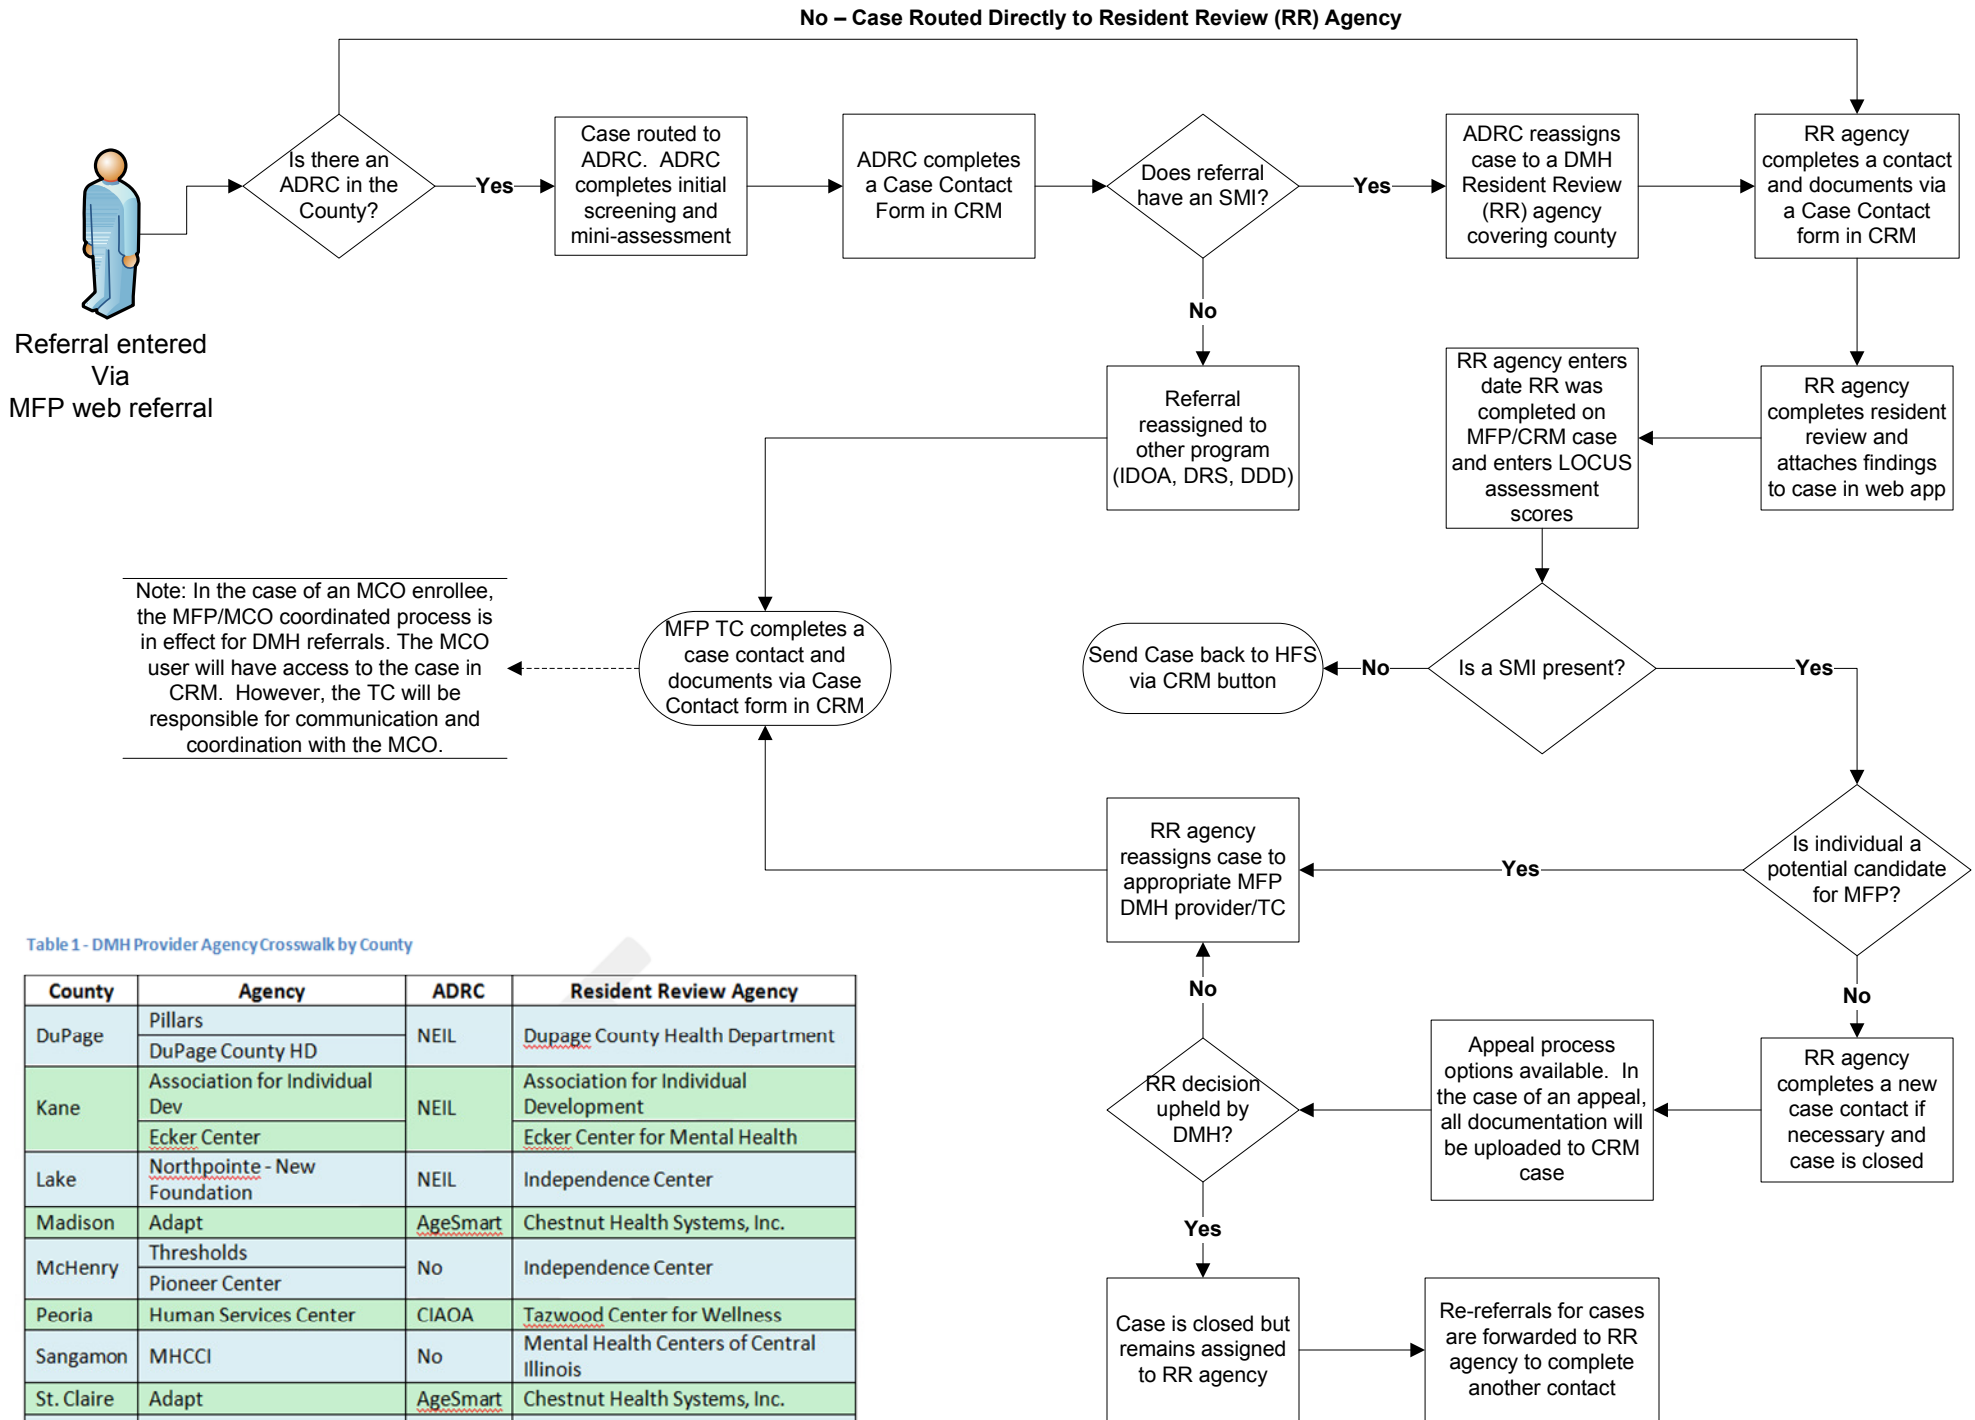 No – Case Routed Directly to Resident Review (RR) Agency
Is there an
ADRC in the
County?
Yes
Case routed to
ADRC.  ADRC
completes initial
screening and
mini-assessment
ADRC completes
a Case Contact
Form in CRM
Does referral
have an SMI?
Yes
ADRC reassigns
case to a DMH
Resident Review
(RR) agency
covering county
RR agency
completes a contact
and documents via
a Case Contact
form in CRM
No
Referral entered
Via
MFP web referral
Referral
reassigned to
other program
(IDOA, DRS, DDD)
RR agency enters
date RR was
completed on
MFP/CRM case
and enters LOCUS
assessment
scores
RR agency
completes resident
review and
attaches findings
to case in web app
Note: In the case of an MCO enrollee,
the MFP/MCO coordinated process is
in effect for DMH referrals. The MCO
user will have access to the case in
CRM.  However, the TC will be
responsible for communication and
coordination with the MCO.
MFP TC completes a
case contact and
documents via Case
Contact form in CRM
Send Case back to HFS
via CRM button
No
Is a SMI present?
Yes
RR agency
reassigns case to
appropriate MFP
DMH provider/TC
Yes
Is individual a
potential candidate
for MFP?
No
No
RR decision
upheld by
DMH?
Appeal process
options available.  In
the case of an appeal,
all documentation will
be uploaded to CRM
case
RR agency
completes a new
case contact if
necessary and
case is closed
Yes
Case is closed but
remains assigned
to RR agency
Re-referrals for cases
are forwarded to RR
agency to complete
another contact
Table 1 - DMH Provider Agency Crosswalk by County
County Agency ADRC Resident Review Agency
DuPage Pillars NEIL Dupage County Health Department
DuPage County HD
Kane Association for Individual
Dev NEIL Association for Individual
Development
Ecker Center Ecker Center for Mental Health
Lake Northpointe - New
Foundation NEIL Independence Center
Madison Adapt AgeSmart Chestnut Health Systems, Inc.
McHenry Thresholds No Independence Center
Pioneer Center
Peoria Human Services Center CIAOA Tazwood Center for Wellness
Sangamon MHCCI No Mental Health Centers of Central
Illinois
St. Claire Adapt AgeSmart Chestnut Health Systems, Inc.